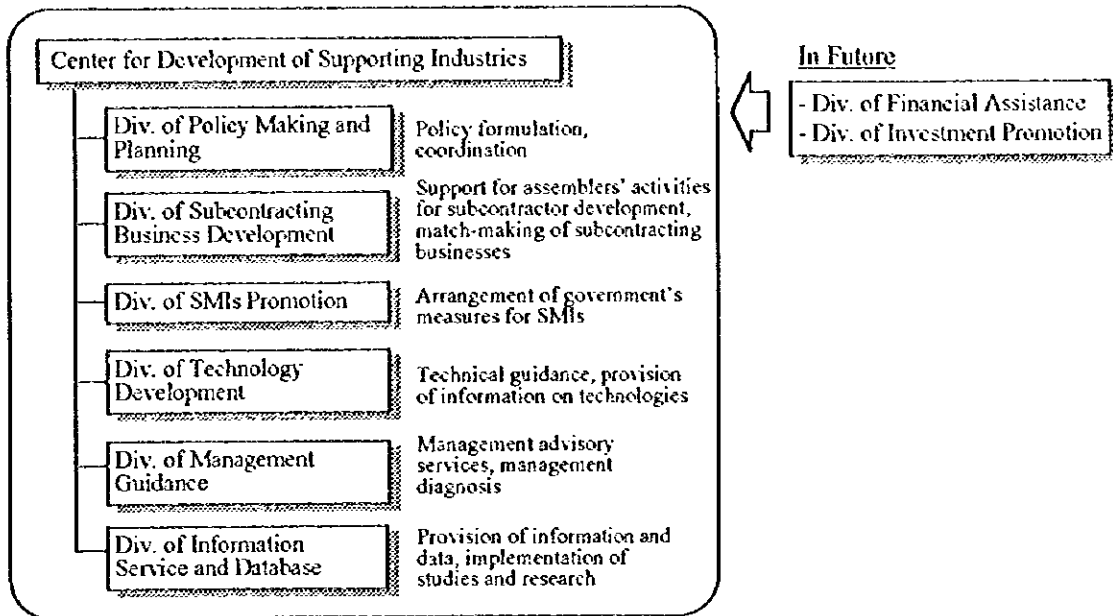 Center for Development of Supporting Industries
Div. of Policy Making and
Planning
Policy formulation,
coordination
Div. of Subcontracting
Business Development
Support for assemblers' activities
for subcontractor development,
match-making of subcontracting
businesses
Div. of SMIs Promotion
Arrangement of government's
measures for SMIs
Div. of Technology
Development
Technical guidance, provision
of information on technologies
Div. of Management
Guidance
Management advisory
services, management
diagnosis
Div. of Information
Service and Database
Provision of information and
data, implementation of
studies and research
In Future
- Div. of Financial Assistance
- Div. of Investment Promotion